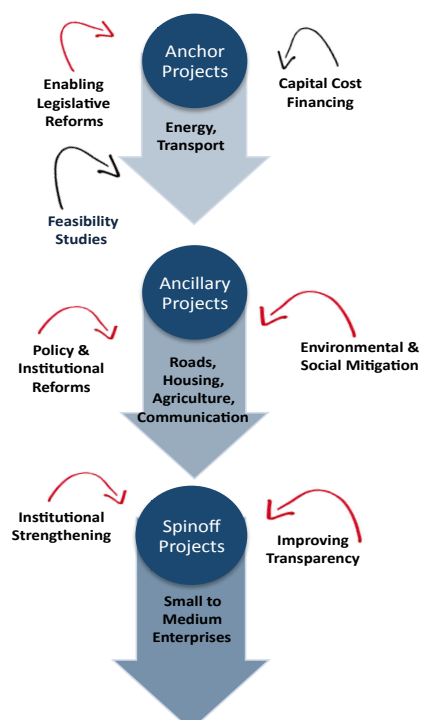 Anchor
Projects
Enabling
Legislative
Reforms
Capital Cost
Financing
Energy,
Transport
Feasibility
Studies
Ancillary
Projects
Policy &
Institutional
Reforms
Environmental &
Social Mitigation
Roads,
Housing,
Agriculture,
Communication
Spinoff
Projects
Institutional
Strengthening
Improving
Transparency
Small to
Medium
Enterprises